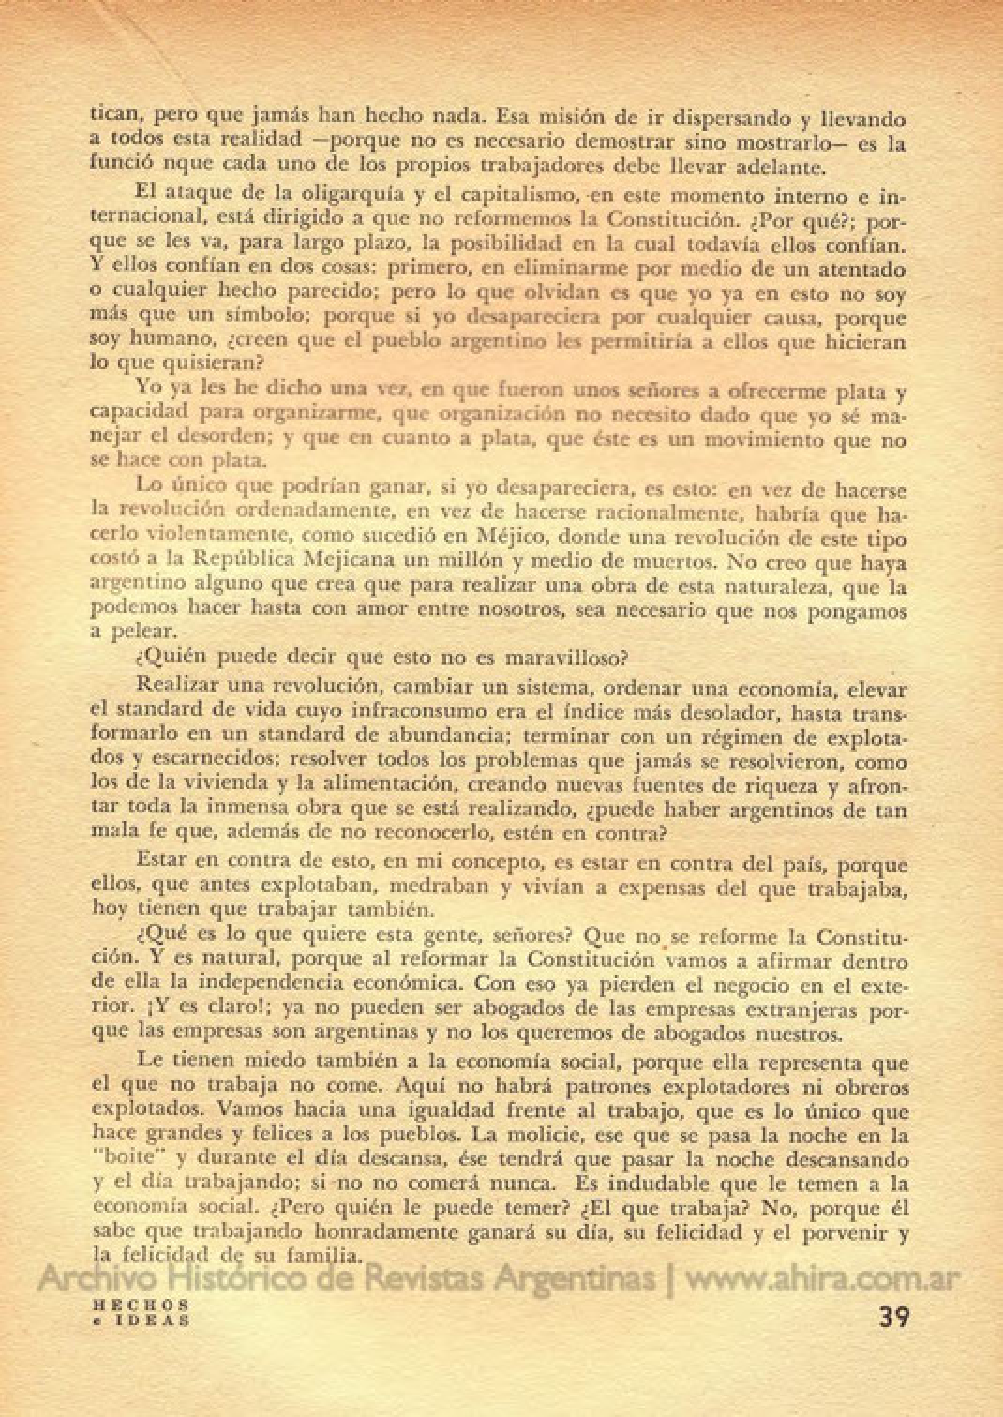 tican, pero que jamás han hecho nada. Esa misión de ir dispersando y llevando
a todos esta realidad —porque no es necesario demostrar sino mostrarlo— es la
funció nque cada uno de los propios trabajadores debe llevar adelante.
El ataque de la oligarquía y el capitalismo, en este momento interno e in-
ternacional, está dirigido a que no reformemos la Constitución. ¿Por qué?; por-
que se les va, para largo plazo, la posibilidad en la cual todavía ellos confían.
Y ellos confían en dos cosas: primero, en eliminarme por medio de un atentado
o cualquier hecho parecido; pero lo que olvidan es que yo ya en esto no soy
más que un símbolo; porque si yo desapareciera por cualquier causa, porque
soy humano, ¿creen que el pueblo argentino les permitiría a ellos que hicieran
lo que quisieran?
Yo ya les he dicho una vez, en que fueron unos señores a ofrecerme plata y
capacidad para organizarme, que organización no necesito dado que yo sé ma-
nejar el desorden; y que en cuanto a plata, que éste es un movimiento que no
se hace con plata.
Lo único que podrían ganar, si yo desapareciera, es esto: en vez de hacerse
la revolución ordenadamente, en vez de hacerse racionalmente, habría que ha-
cerlo violentamente, como sucedió en Méjico, donde una revolución de este tipo
costó a la República Mejicana un millón y medio de muertos. No creo que haya
argentino alguno que crea que para realizar una obra de esta naturaleza, que la
podemos hacer hasta con amor entre nosotros, sea necesario que nos pongamos
a pelear.
¿Quién puede decir que esto no es maravilloso?
Realizar una revolución, cambiar un sistema, ordenar una economía, elevar
el standard de vida cuyo infraconsumo era el índice más desolador, hasta trans-
formarlo en un standard de abundancia; terminar con un régimen de explota-
dos y escarnecidos; resolver todos los problemas que jamás se resolvieron, como
los de la vivienda y la alimentación, creando nuevas fuentes de riqueza y afron-
tar toda la inmensa obra que se está realizando, ¿puede haber argentinos de tan
mala fe que, además de no reconocerlo, estén en contra?
Estar en contra de esto, en mi concepto, es estar en contra del país, porque
ellos, que antes explotaban, medraban y vivían a expensas del que trabajaba,
hoy tienen que trabajar también.
¿Qué es lo que quiere esta gente, señores? Que no se reforme la Constitu-
ción. Y es natural, porque al reformar la Constitución vamos a afirmar dentro
de ella la independencia económica. Con eso ya pierden el negocio en el exte-
rior. ¡Y es claro!; ya no pueden ser abogados de las empresas extranjeras por-
que las empresas son argentinas y no los queremos de abogados nuestros.
Le tienen miedo también a la economía social, porque ella representa que
el que no trabaja no come. Aquí no habrá patrones explotadores ni obreros
explotados. Vamos hacia una igualdad frente al trabajo, que es lo único que
hace grandes y felices a los pueblos. La molicie, ese que se pasa la noche en la
"boite" y durante el día descansa, ése tendrá que pasar la noche descansando
y el día trabajando; si no no comerá nunca. Es indudable que le temen a la
economía social. ¿Pero quién le puede temer? ¿El que trabaja? No, porque él
sabe que trabajando honradamente ganará su día, su felicidad y el porvenir y
la felicidad de su familia.
Archivo Histórico de Revistas Argentinas | www.ahira.com.ar
HECHOS
e IDEAS
39